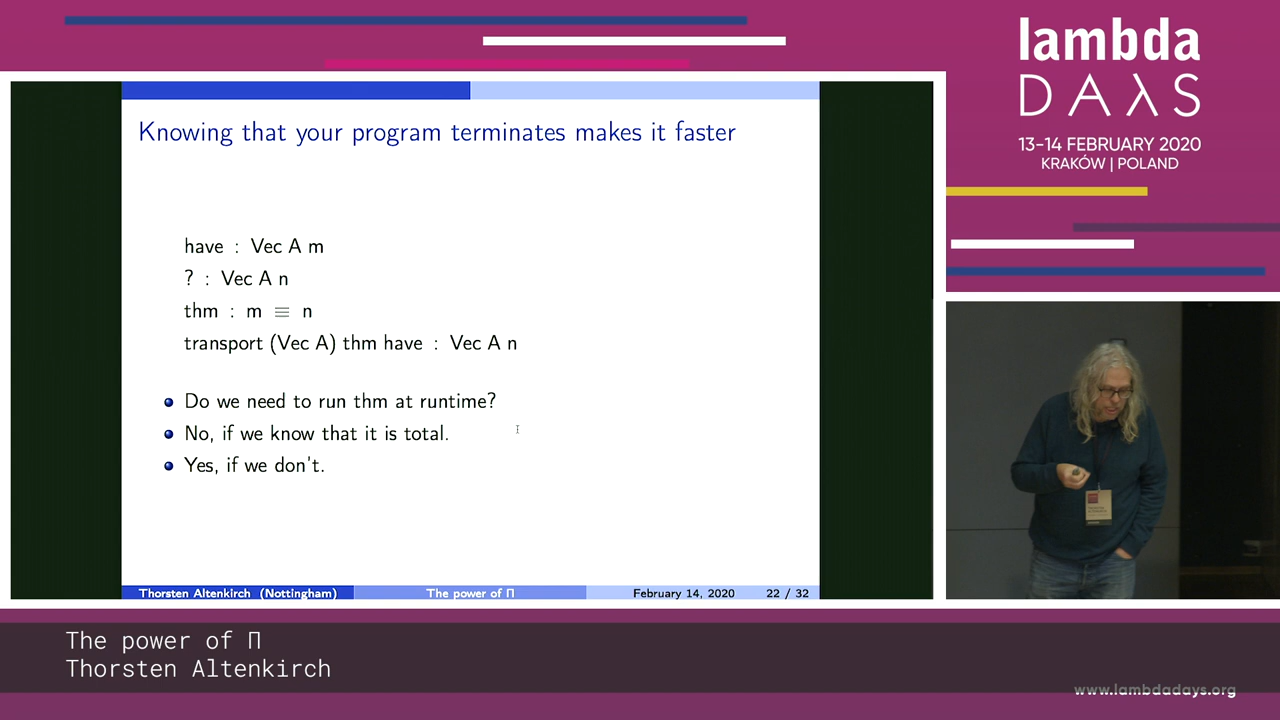 lambda
DAλS
13-14 FEBRUARY 2020
KRAKÓW | POLAND
Knowing that your program terminates makes it faster
have : Vec A m
? : Vec A n
thm : m ≡ n
transport (Vec A) thm have : Vec A n
Do we need to run thm at runtime?
No, if we know that it is total.
Yes, if we don't.
Thorsten Altenkirch (Nottingham)
The power of Π
February 14, 2020
22 / 32
The power of Π
Thorsten Altenkirch
www.lambdadays.org